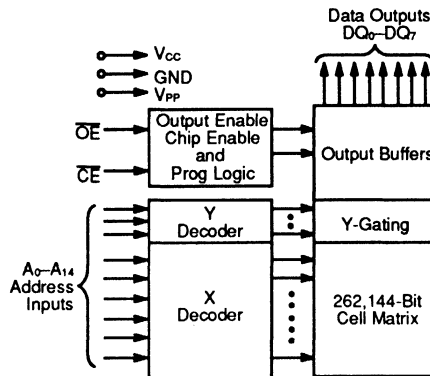 Data Outputs
DQ₀–DQ₇
V_CC
GND
V_PP
O̅E̅
C̅E̅
Output Enable
Chip Enable
and
Prog Logic
Output Buffers
Y
Decoder
Y-Gating
A₀–A₁₄
Address
Inputs
X
Decoder
262,144-Bit
Cell Matrix